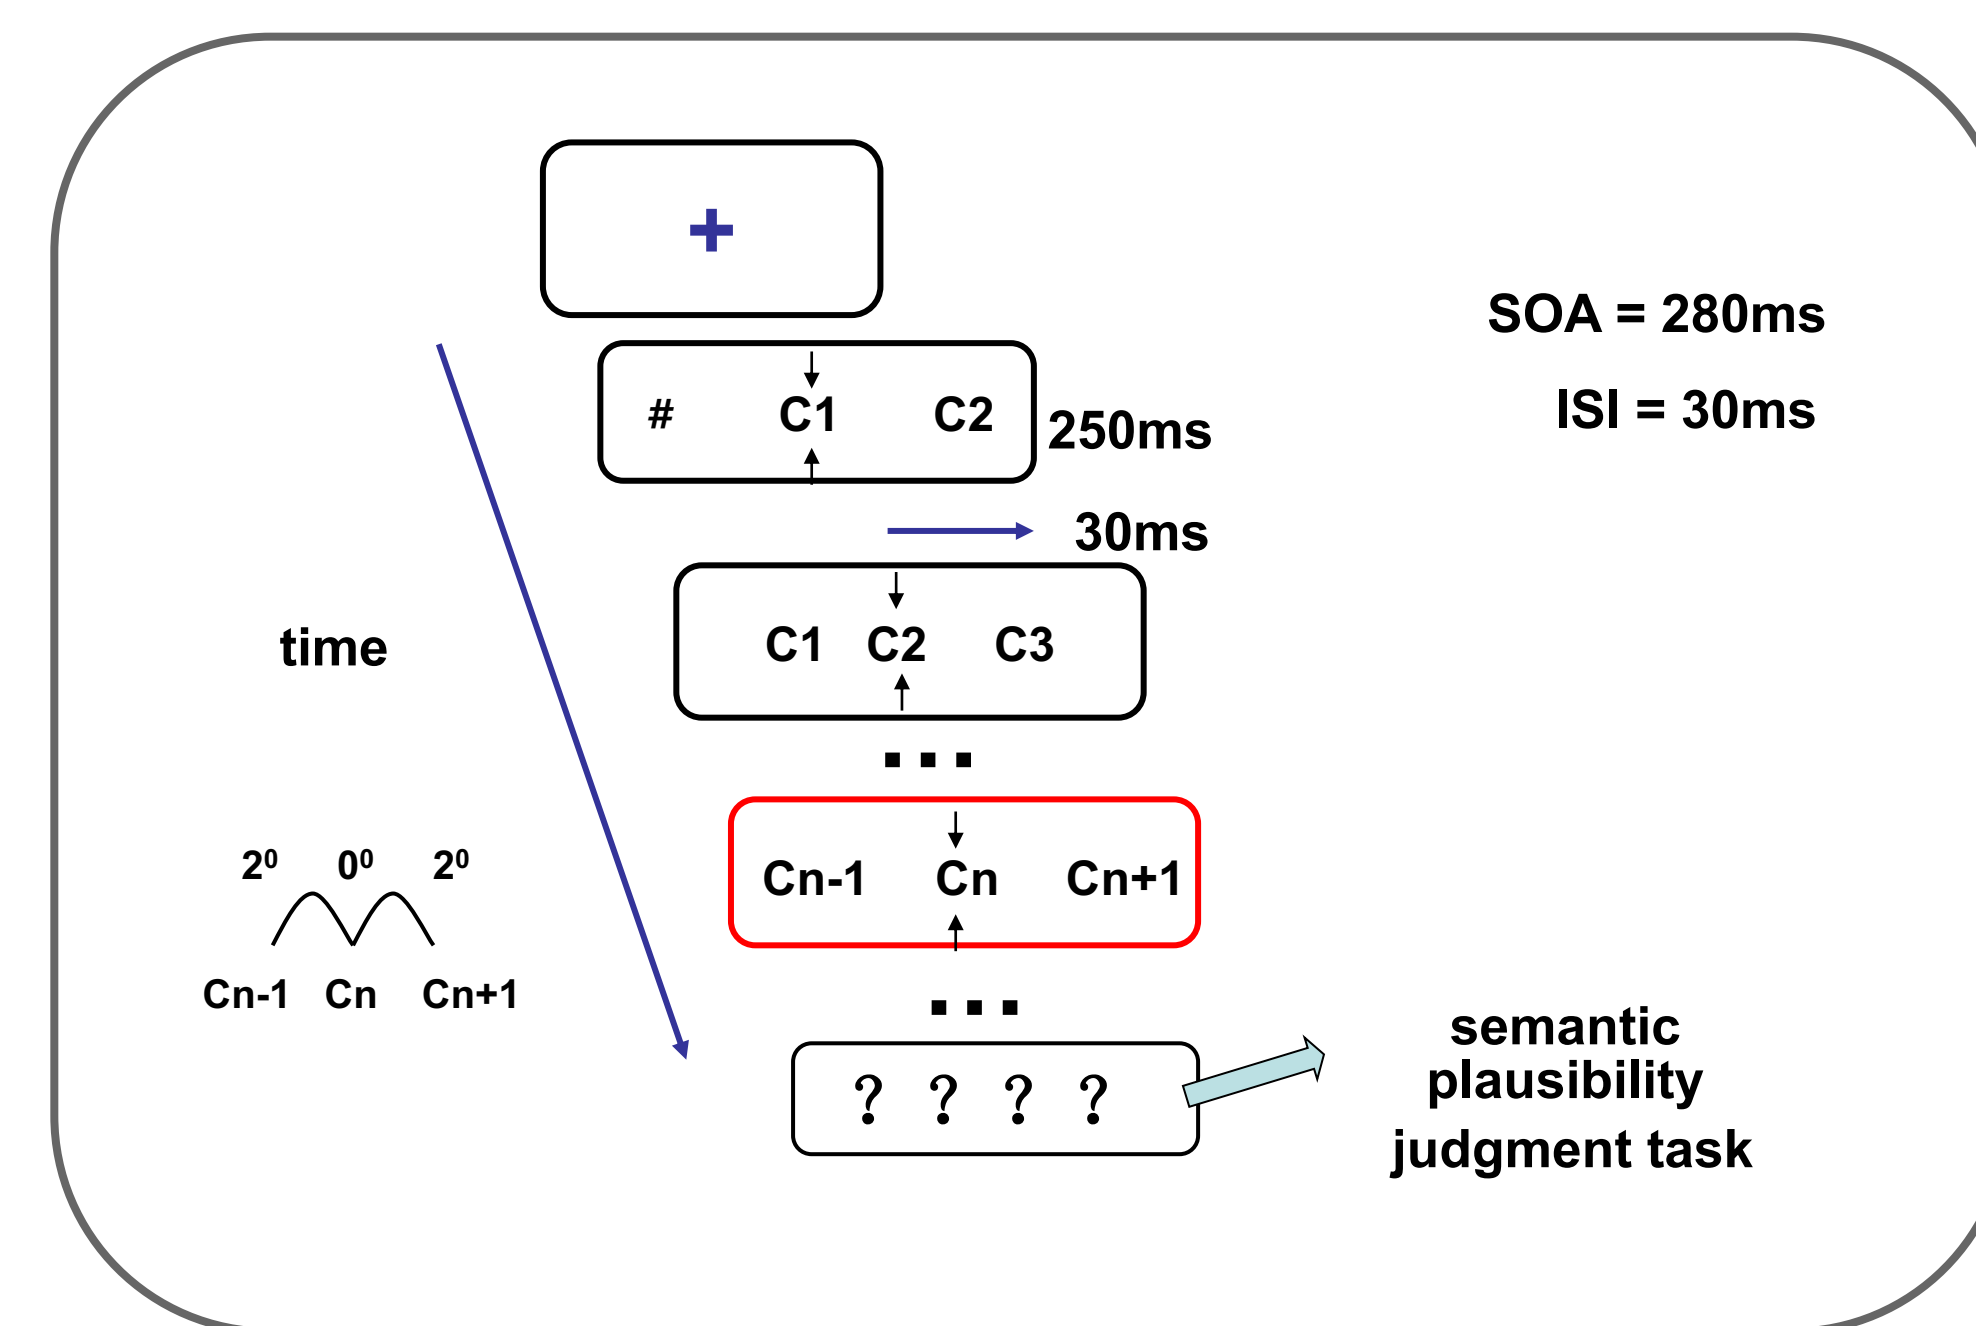 +
SOA = 280ms
# C1 C2
250ms
ISI = 30ms
30ms
C1 C2 C3
time
...
2⁰ 0⁰ 2⁰
Cn-1 Cn Cn+1
Cn-1 Cn Cn+1
...
? ? ? ?
semantic
plausibility
judgment task